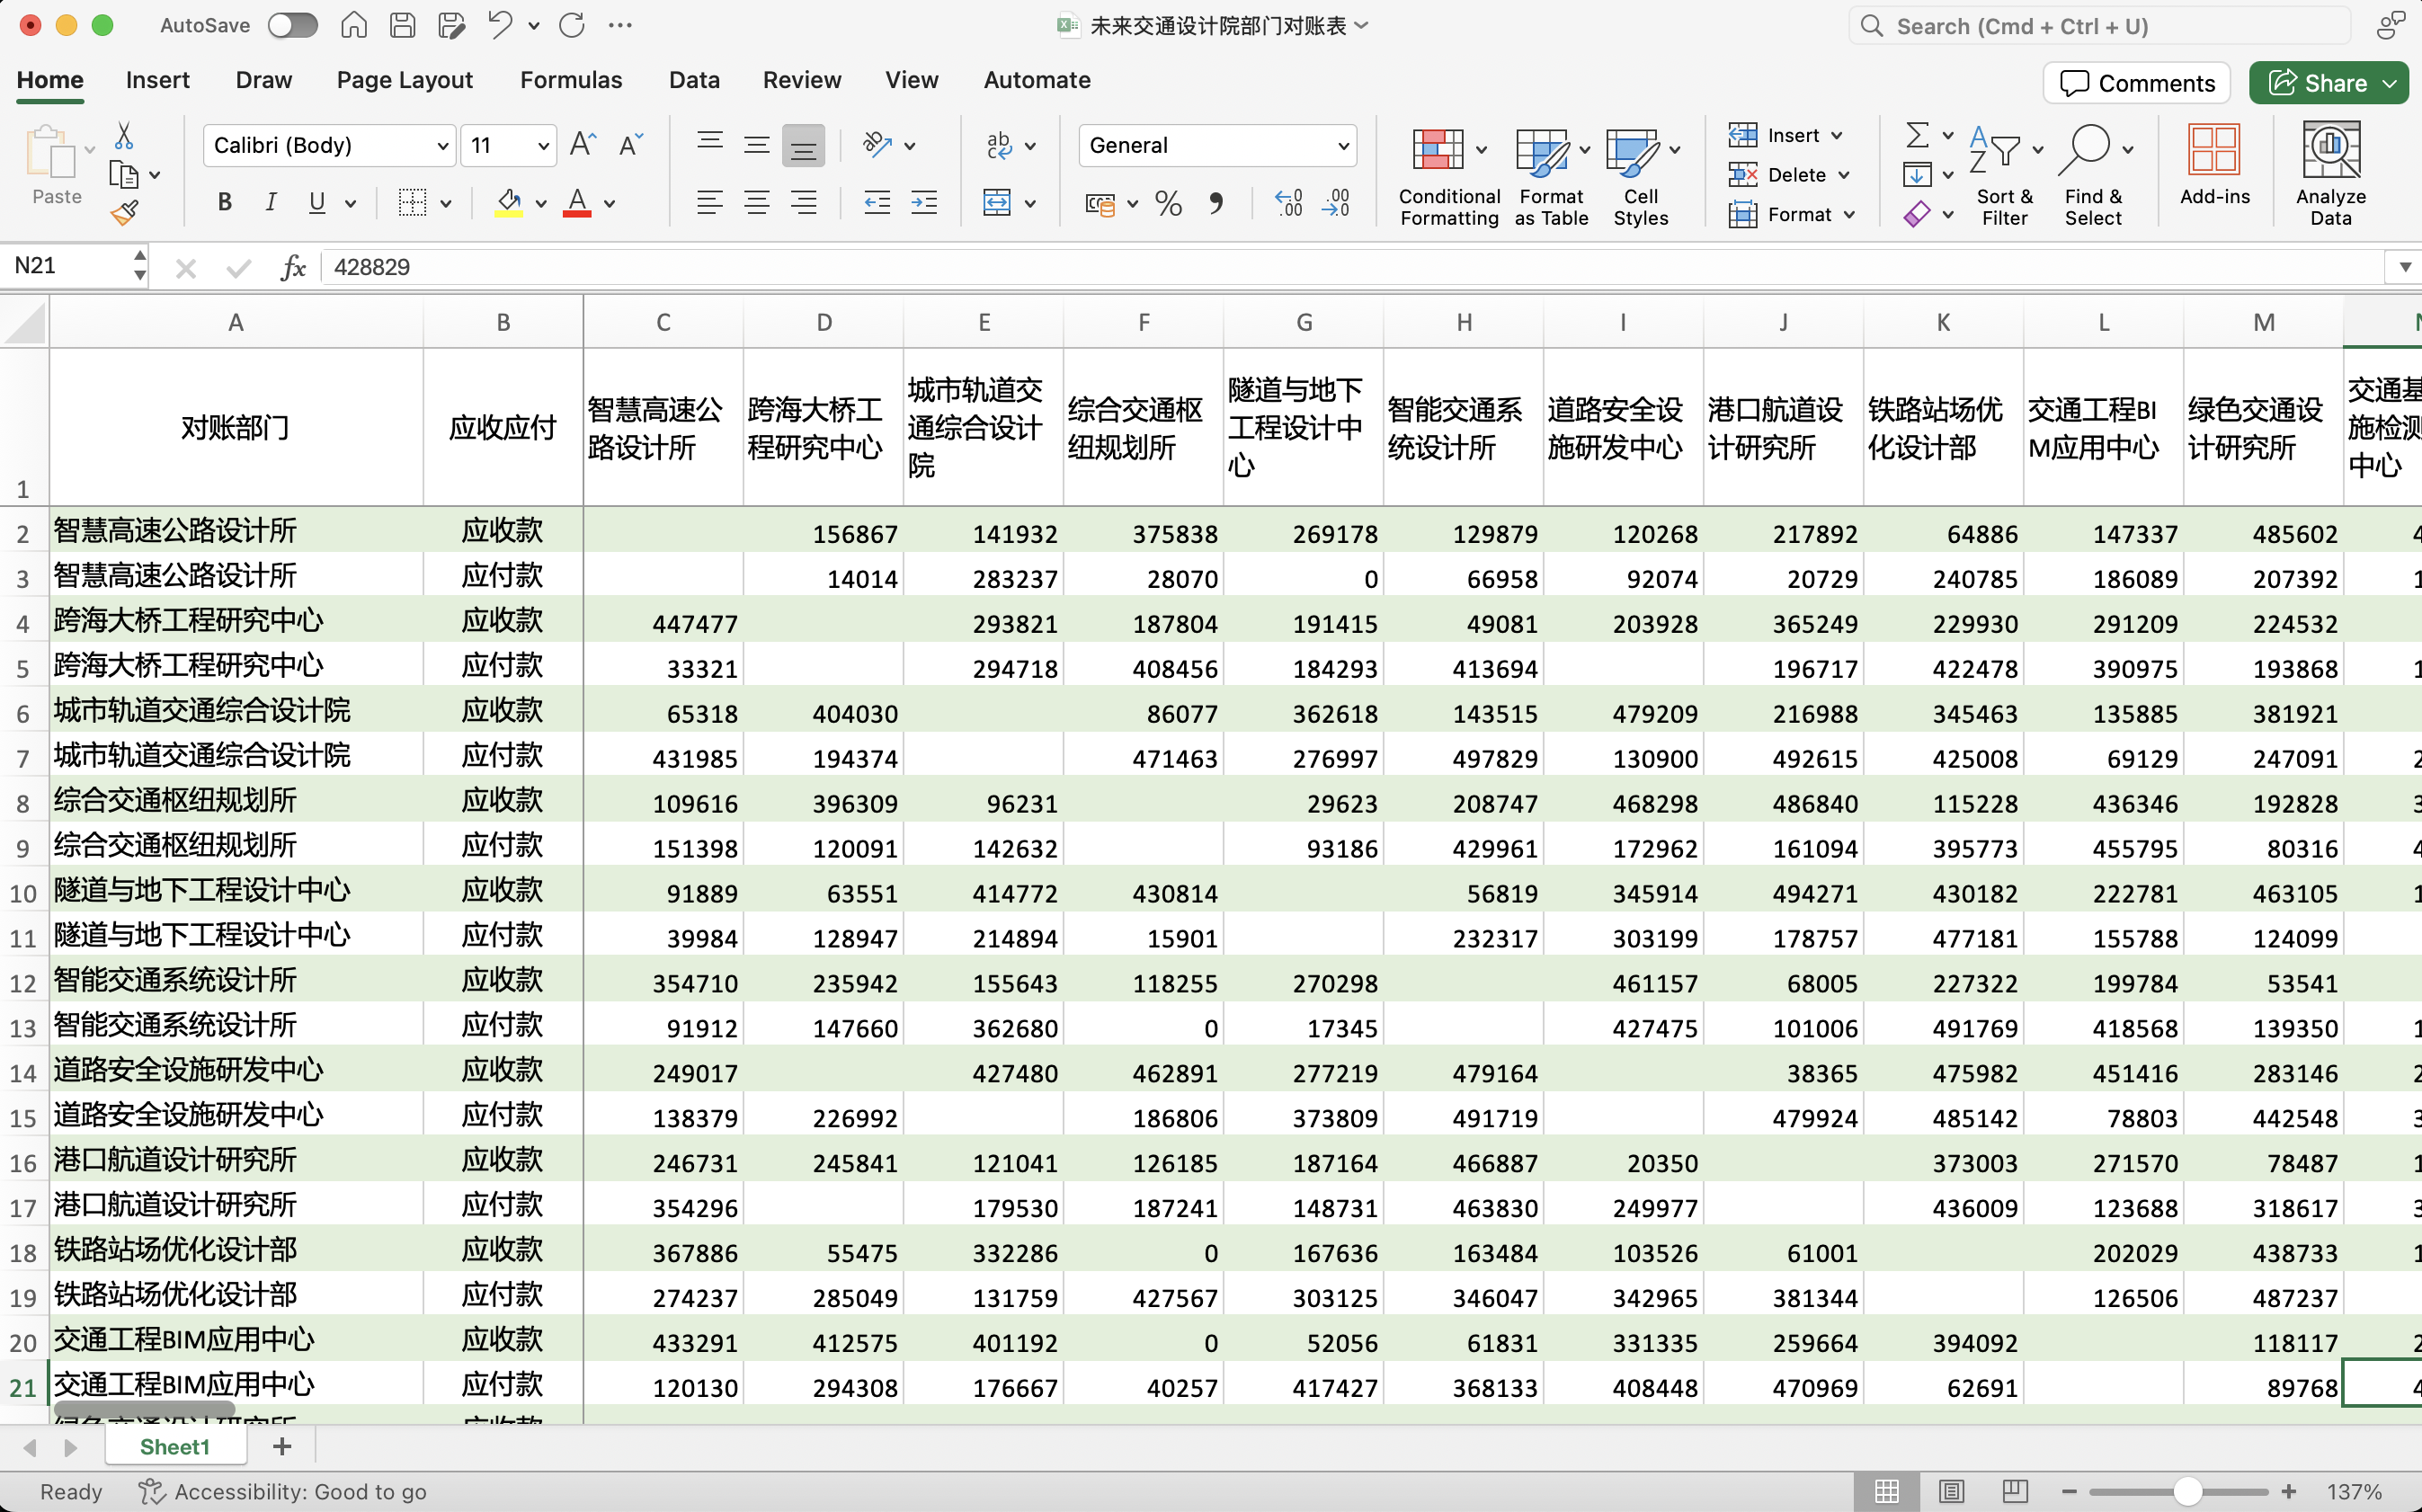 AutoSave
未来交通设计院部门对账表
Search (Cmd + Ctrl + U)
Home Insert Draw Page Layout Formulas Data Review View Automate Comments Share
Paste Calibri (Body) 11 General Conditional Formatting Format as Table Cell Styles Insert Delete Format Sort & Filter Find & Select Add-ins Analyze Data
N21 fx 428829
A B C D E F G H I J K L M
1 对账部门 应收应付 智慧高速公路设计所 跨海大桥工程研究中心 城市轨道交通综合设计院 综合交通枢纽规划所 隧道与地下工程设计中心 智能交通系统设计所 道路安全设施研发中心 港口航道设计研究所 铁路站场优化设计部 交通工程BIM应用中心 绿色交通设计研究所 交通基 施检测 中心
2 智慧高速公路设计所 应收款 156867 141932 375838 269178 129879 120268 217892 64886 147337 485602
3 智慧高速公路设计所 应付款 14014 283237 28070 0 66958 92074 20729 240785 186089 207392
4 跨海大桥工程研究中心 应收款 447477 293821 187804 191415 49081 203928 365249 229930 291209 224532
5 跨海大桥工程研究中心 应付款 33321 294718 408456 184293 413694 196717 422478 390975 193868
6 城市轨道交通综合设计院 应收款 65318 404030 86077 362618 143515 479209 216988 345463 135885 381921
7 城市轨道交通综合设计院 应付款 431985 194374 471463 276997 497829 130900 492615 425008 69129 247091
8 综合交通枢纽规划所 应收款 109616 396309 96231 29623 208747 468298 486840 115228 436346 192828
9 综合交通枢纽规划所 应付款 151398 120091 142632 93186 429961 172962 161094 395773 455795 80316
10 隧道与地下工程设计中心 应收款 91889 63551 414772 430814 56819 345914 494271 430182 222781 463105
11 隧道与地下工程设计中心 应付款 39984 128947 214894 15901 232317 303199 178757 477181 155788 124099
12 智能交通系统设计所 应收款 354710 235942 155643 118255 270298 461157 68005 227322 199784 53541
13 智能交通系统设计所 应付款 91912 147660 362680 0 17345 427475 101006 491769 418568 139350
14 道路安全设施研发中心 应收款 249017 427480 462891 277219 479164 38365 475982 451416 283146
15 道路安全设施研发中心 应付款 138379 226992 186806 373809 491719 479924 485142 78803 442548
16 港口航道设计研究所 应收款 246731 245841 121041 126185 187164 466887 20350 373003 271570 78487
17 港口航道设计研究所 应付款 354296 179530 187241 148731 463830 249977 436009 123688 318617
18 铁路站场优化设计部 应收款 367886 55475 332286 0 167636 163484 103526 61001 202029 438733
19 铁路站场优化设计部 应付款 274237 285049 131759 427567 303125 346047 342965 381344 126506 487237
20 交通工程BIM应用中心 应收款 433291 412575 401192 0 52056 61831 331335 259664 394092 118117
21 交通工程BIM应用中心 应付款 120130 294308 176667 40257 417427 368133 408448 470969 62691 89768
Sheet1
Ready Accessibility: Good to go 137%